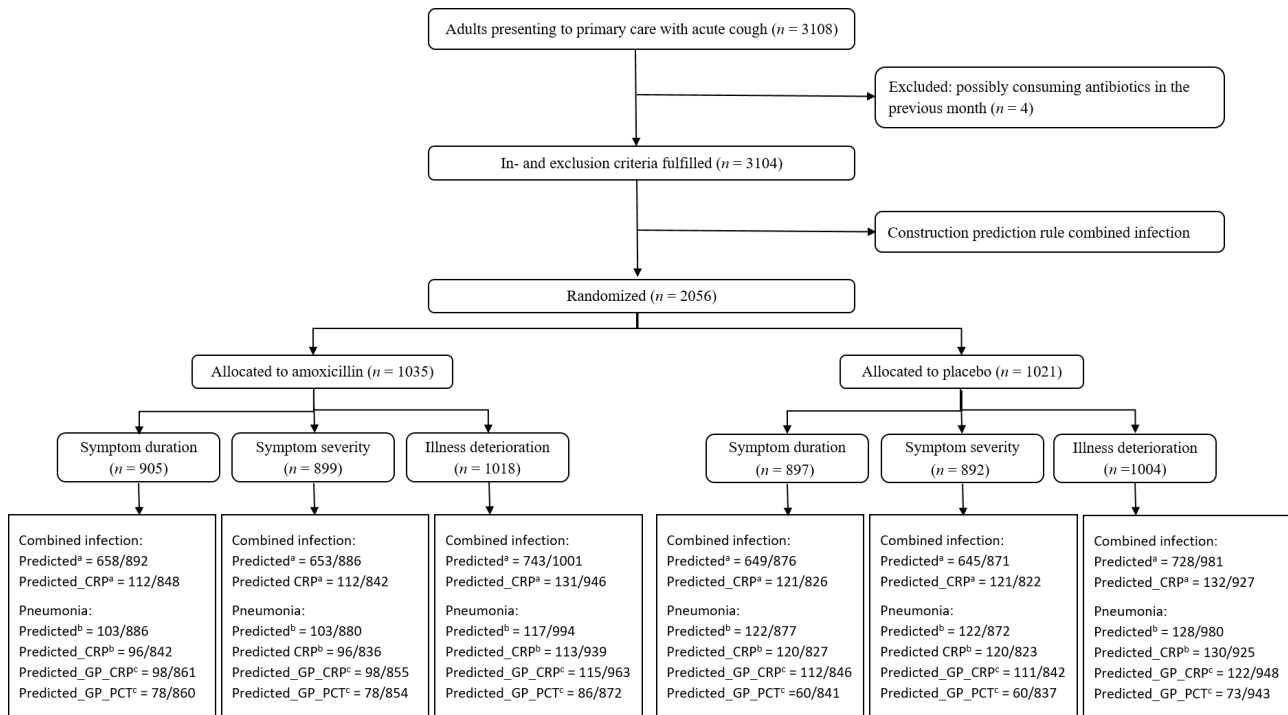 Adults presenting to primary care with acute cough (n = 3108)
Excluded: possibly consuming antibiotics in the
previous month (n = 4)
In- and exclusion criteria fulfilled (n = 3104)
Construction prediction rule combined infection
Randomized (n = 2056)
Allocated to amoxicillin (n = 1035)
Allocated to placebo (n = 1021)
Symptom duration
(n = 905)
Symptom severity
(n = 899)
Illness deterioration
(n = 1018)
Symptom duration
(n = 897)
Symptom severity
(n = 892)
Illness deterioration
(n =1004)
Combined infection:
Predictedᵃ = 658/892
Predicted_CRPᵃ = 112/848
Pneumonia:
Predictedᵇ = 103/886
Predicted_CRPᵇ = 96/842
Predicted_GP_CRPᶜ = 98/861
Predicted_GP_PCTᶜ = 78/860
Combined infection:
Predictedᵃ = 653/886
Predicted CRPᵃ = 112/842
Pneumonia:
Predictedᵇ = 103/880
Predicted CRPᵇ = 96/836
Predicted_GP_CRPᶜ = 98/855
Predicted_GP_PCTᶜ = 78/854
Combined infection:
Predictedᵃ = 743/1001
Predicted_CRPᵃ = 131/946
Pneumonia:
Predictedᵇ = 117/994
Predicted_CRPᵇ = 113/939
Predicted_GP_CRPᶜ = 115/963
Predicted_GP_PCTᶜ = 86/872
Combined infection:
Predictedᵃ = 649/876
Predicted_CRPᵃ = 121/826
Pneumonia:
Predictedᵇ = 122/877
Predicted_CRPᵇ = 120/827
Predicted_GP_CRPᶜ = 112/846
Predicted_GP_PCTᶜ =60/841
Combined infection:
Predictedᵃ = 645/871
Predicted_CRPᵃ = 121/822
Pneumonia:
Predictedᵇ = 122/872
Predicted CRPᵇ = 120/823
Predicted_GP_CRPᶜ = 111/842
Predicted_GP_PCTᶜ = 60/837
Combined infection:
Predictedᵃ = 728/981
Predicted_CRPᵃ = 132/927
Pneumonia:
Predictedᵇ = 128/980
Predicted_CRPᵇ = 130/925
Predicted_GP_CRPᶜ = 122/948
Predicted_GP_PCTᶜ = 73/943